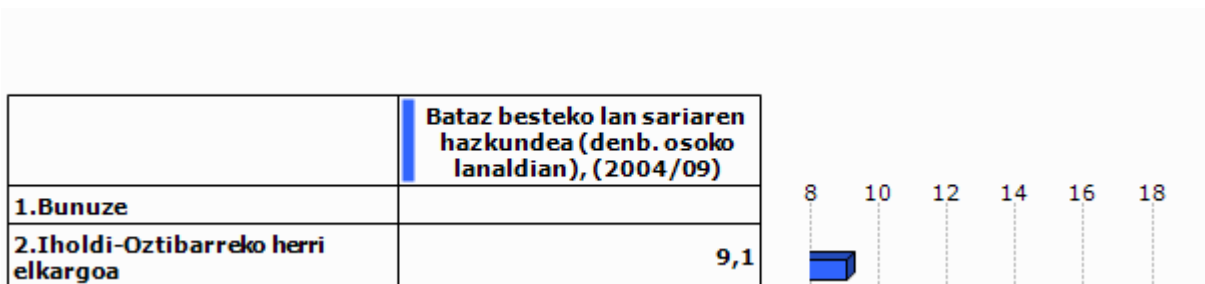 Bataz besteko lan sariaren
hazkundea (denb. osoko
lanaldian), (2004/09)
8 10 12 14 16 18
1.Bunuze
2.Iholdi-Oztibarreko herri
elkargoa
9,1